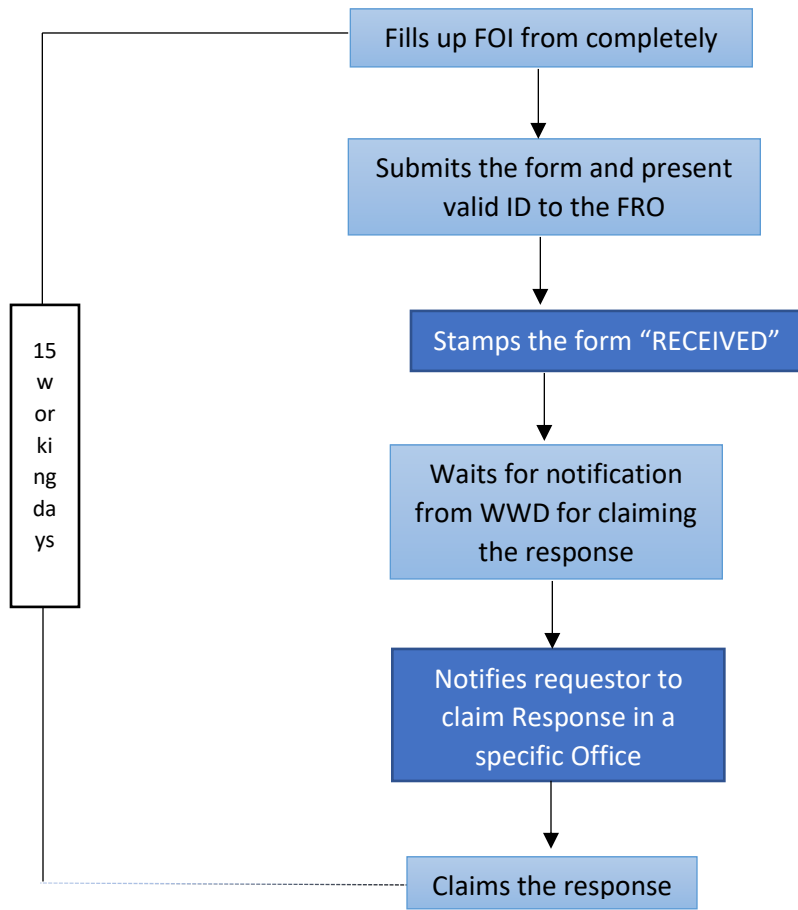 Fills up FOI from completely
Submits the form and present
valid ID to the FRO
Stamps the form “RECEIVED”
15
w
or
ki
ng
da
ys
Waits for notification
from WWD for claiming
the response
Notifies requestor to
claim Response in a
specific Office
Claims the response